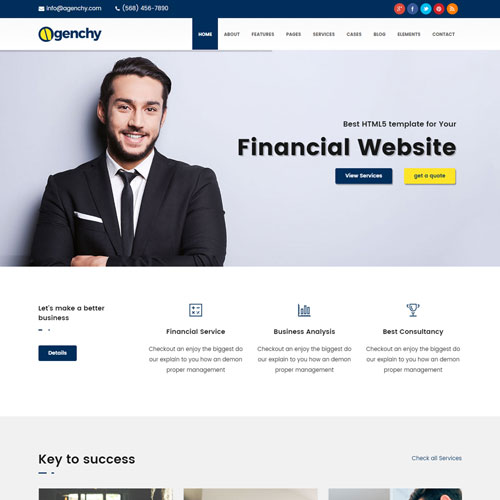 info@agenchy.com
(568) 456-7890
Agenchy
HOME ABOUT FEATURES PAGES SERVICES CASES BLOG ELEMENTS CONTACT
Best HTML5 template for Your
Financial Website
View Services
get a quote
Let's make a better
business
Details
Financial Service
Checkout an enjoy the biggest do
our explain to you how an demon
proper management
Business Analysis
Checkout an enjoy the biggest do
our explain to you how an demon
proper management
Best Consultancy
Checkout an enjoy the biggest do
our explain to you how an demon
proper management
Key to success
Check all Services